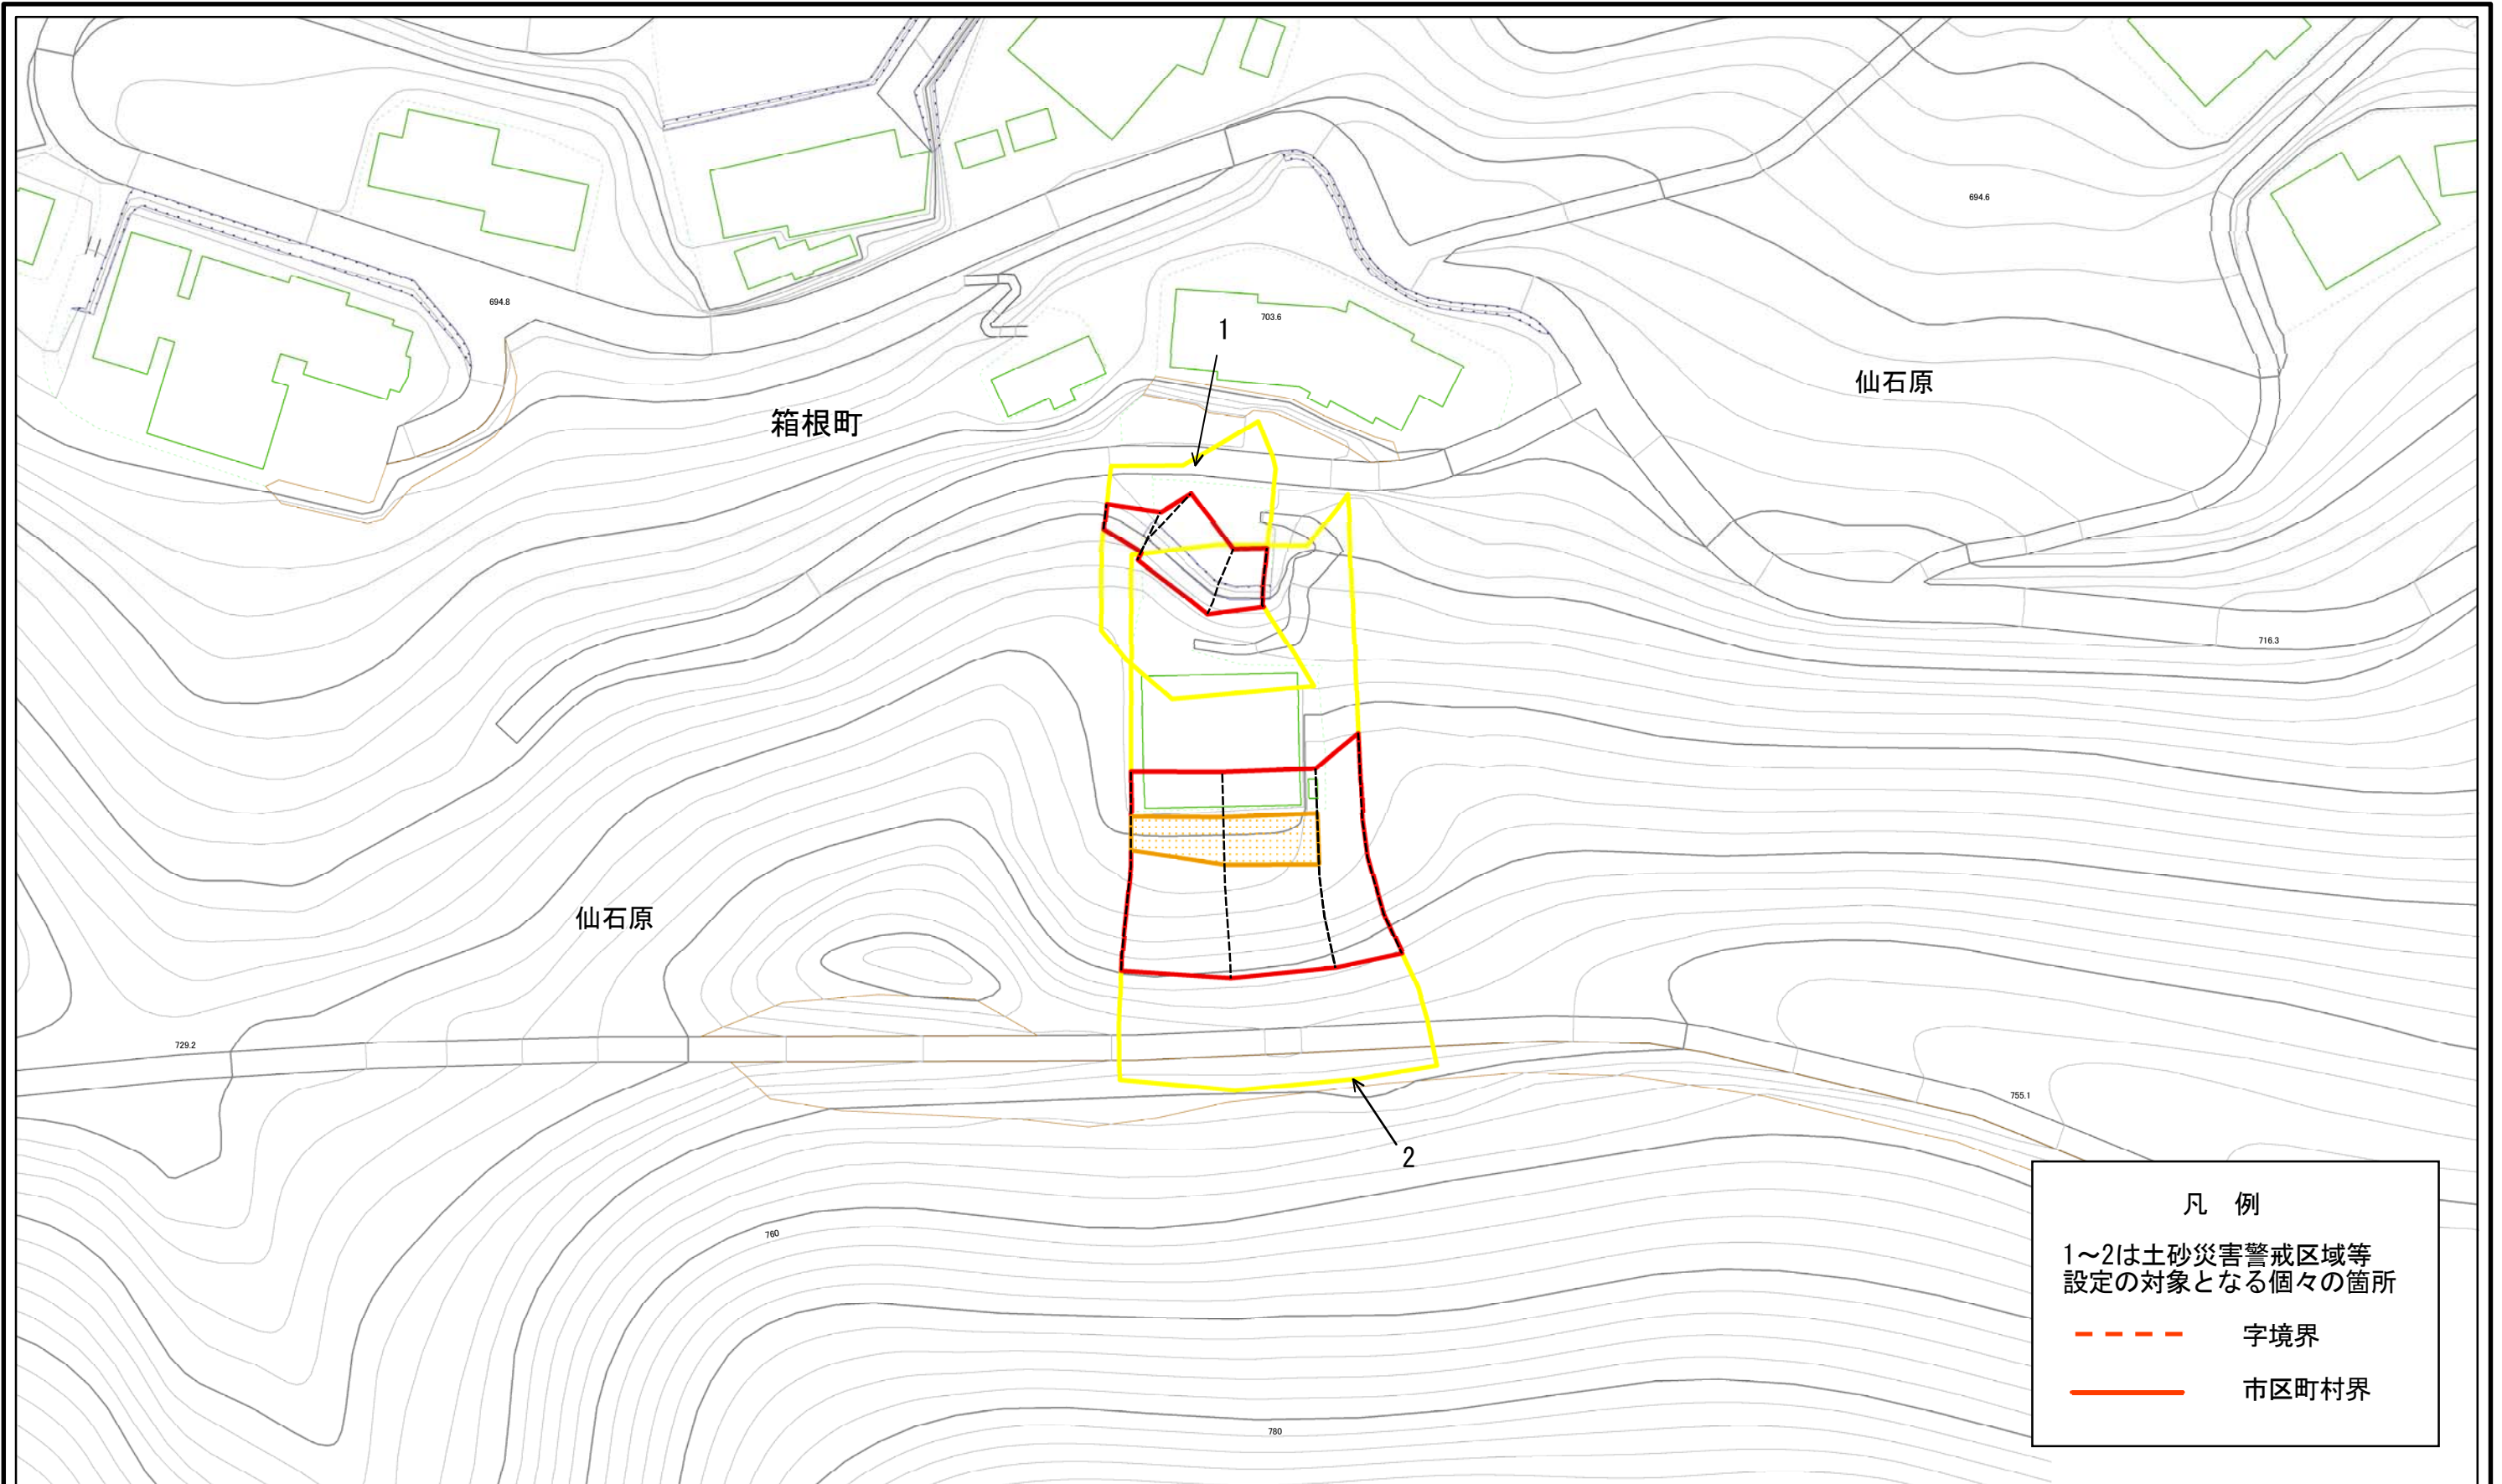 694.6
694.8
703.6
1
仙石原
箱根町
716.3
仙石原
729.2
755.1
2
760
780
凡 例
1～2は土砂災害警戒区域等
設定の対象となる個々の箇所
字境界
市区町村界